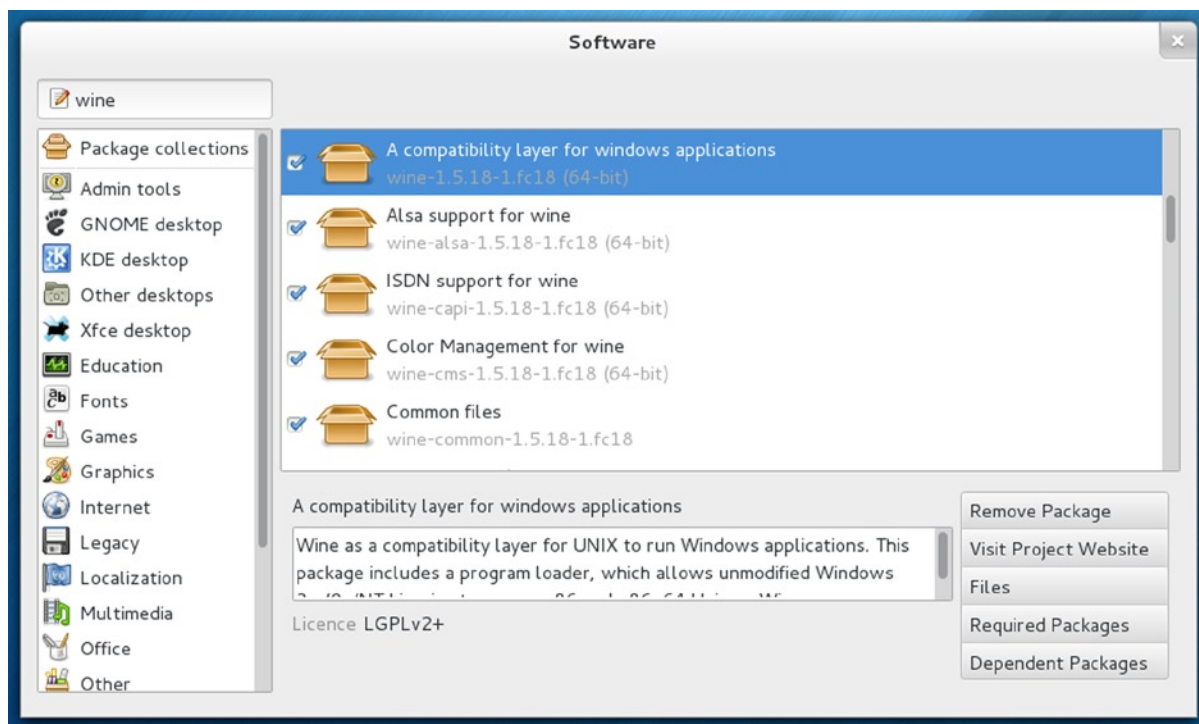 Software
wine
Package collections
Admin tools
GNOME desktop
KDE desktop
Other desktops
Xfce desktop
Education
Fonts
Games
Graphics
Internet
Legacy
Localization
Multimedia
Office
Other
A compatibility layer for windows applications
wine-1.5.18-1.fc18 (64-bit)
Alsa support for wine
wine-alsa-1.5.18-1.fc18 (64-bit)
ISDN support for wine
wine-capi-1.5.18-1.fc18 (64-bit)
Color Management for wine
wine-cms-1.5.18-1.fc18 (64-bit)
Common files
wine-common-1.5.18-1.fc18
A compatibility layer for windows applications
Wine as a compatibility layer for UNIX to run Windows applications. This
package includes a program loader, which allows unmodified Windows
Licence LGPLv2+
Remove Package
Visit Project Website
Files
Required Packages
Dependent Packages